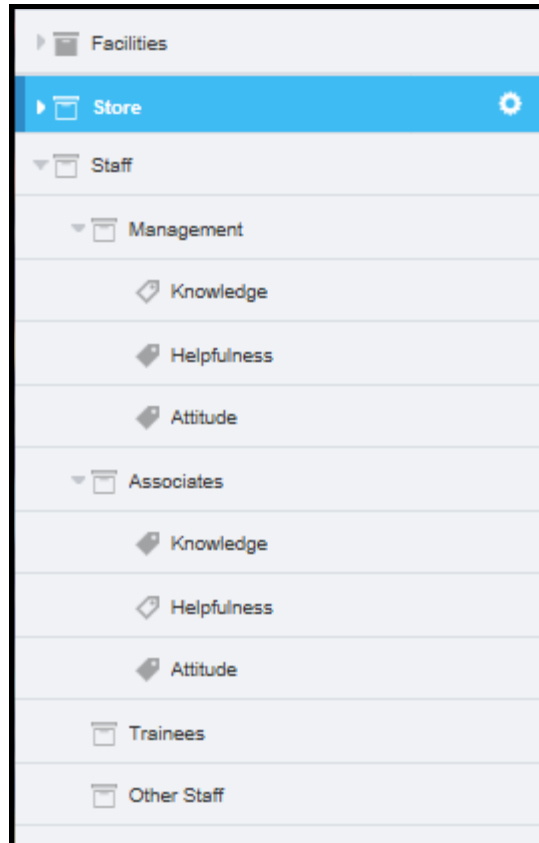 Facilities
Store
Staff
Management
Knowledge
Helpfulness
Attitude
Associates
Knowledge
Helpfulness
Attitude
Trainees
Other Staff